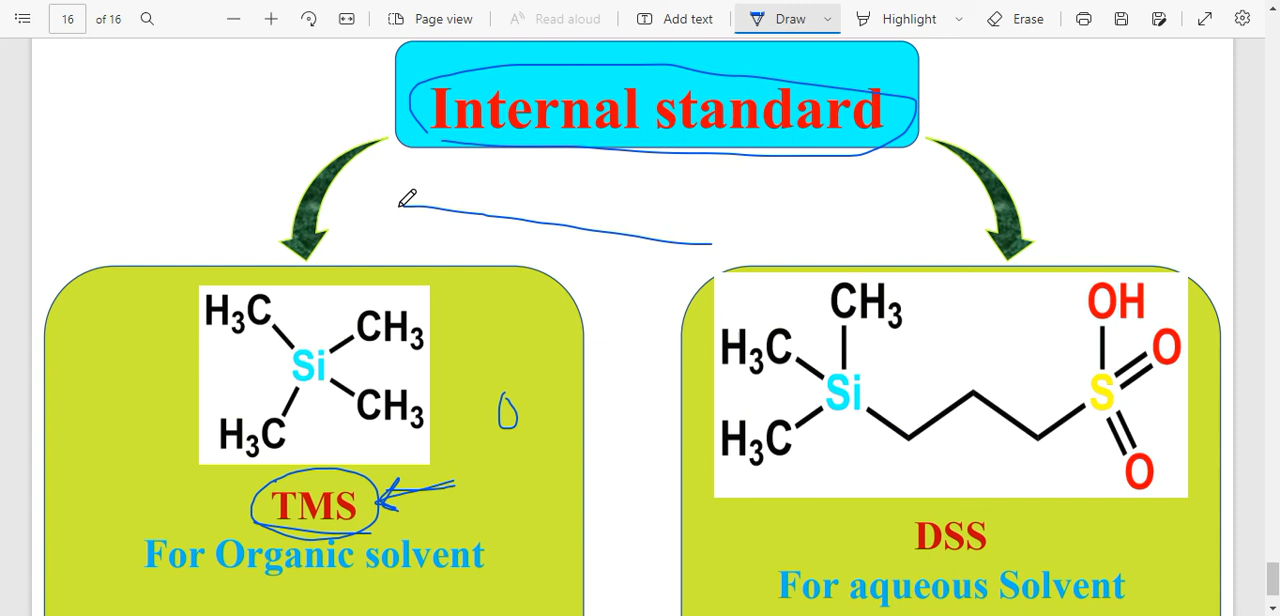 16 of 16 Page view Read aloud Add text Draw Highlight Erase
Internal standard
H₃C CH₃
Si
H₃C CH₃
TMS
For Organic solvent
0
CH₃ OH
H₃C O
Si S
H₃C O
DSS
For aqueous Solvent